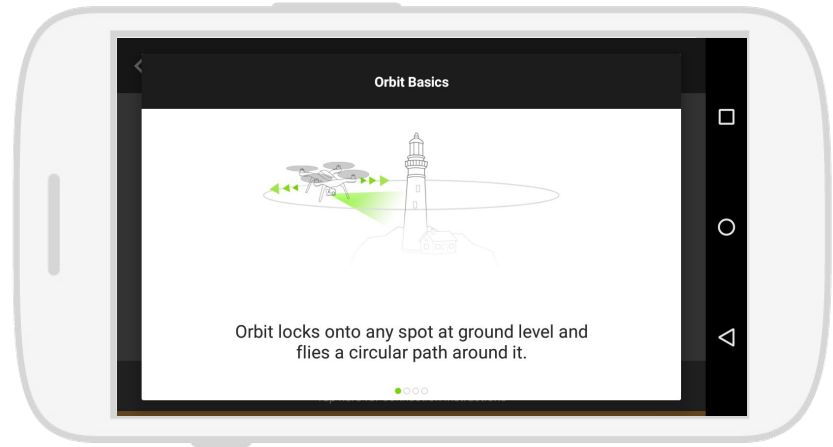 Orbit Basics
Orbit locks onto any spot at ground level and
flies a circular path around it.